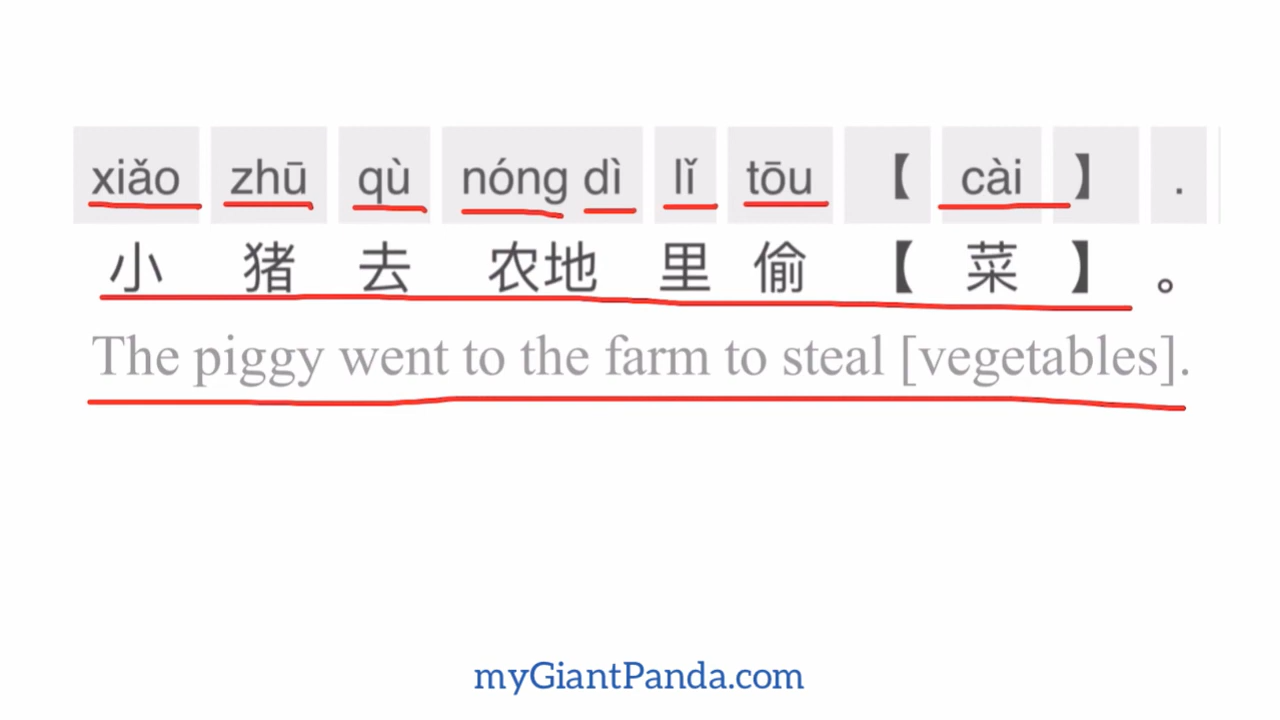 xiǎo zhū qù nóng dì lǐ tōu 【 cài 】 .
小 猪 去 农地 里 偷 【 菜 】 。
The piggy went to the farm to steal [vegetables].
myGiantPanda.com